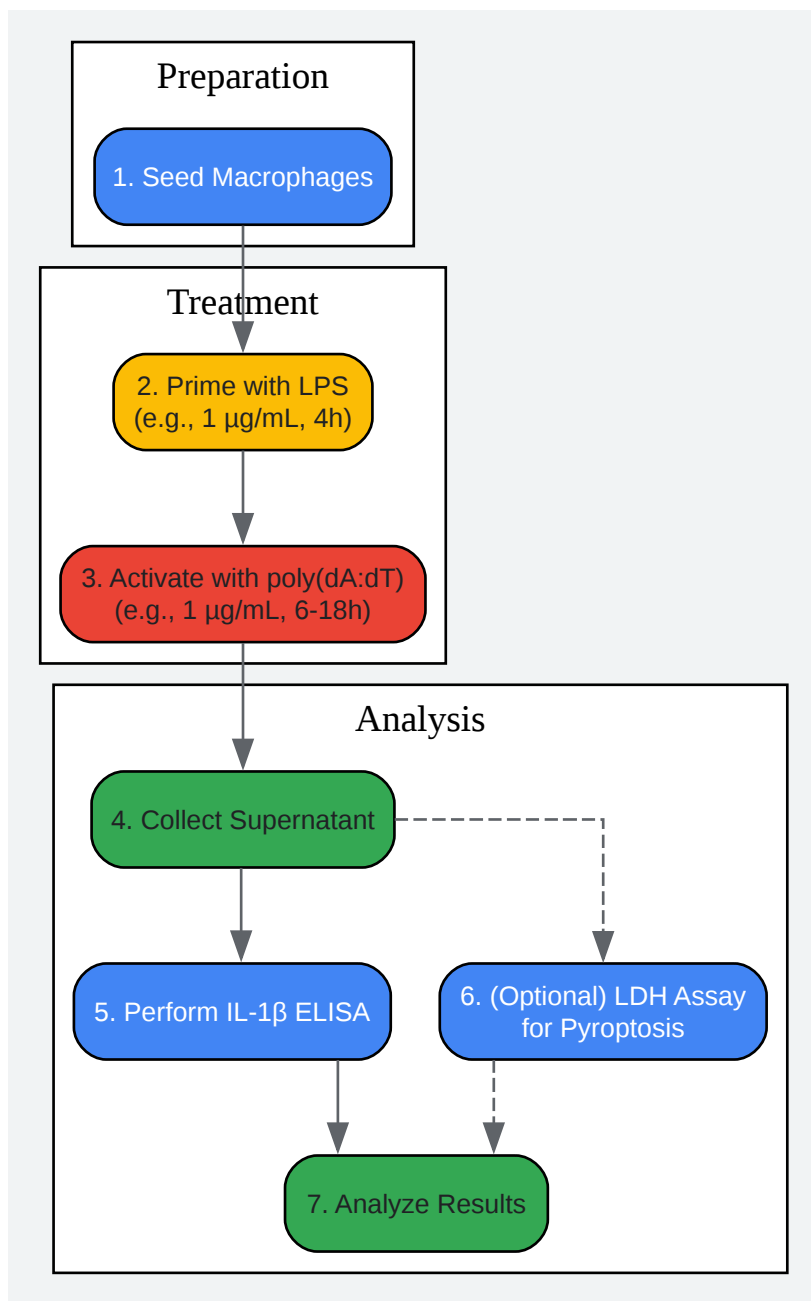 Preparation
1. Seed Macrophages
Treatment
2. Prime with LPS
(e.g., 1 µg/mL, 4h)
3. Activate with poly(dA:dT)
(e.g., 1 µg/mL, 6-18h)
Analysis
4. Collect Supernatant
5. Perform IL-1β ELISA
6. (Optional) LDH Assay
for Pyroptosis
7. Analyze Results